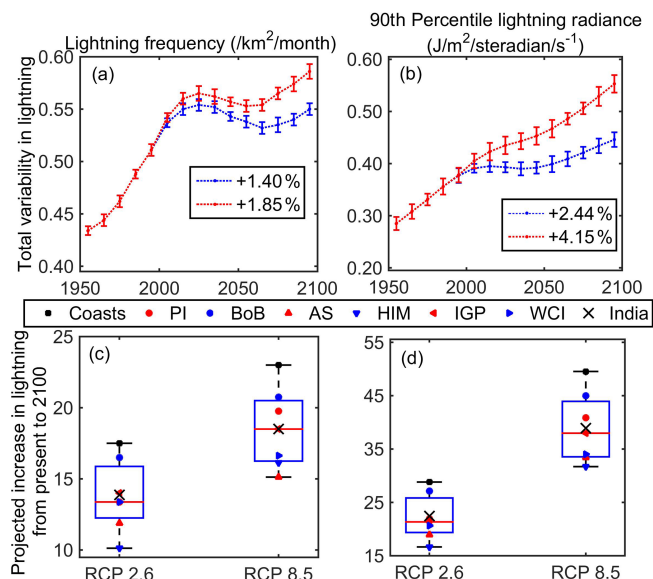 Lightning frequency (/km²/month)
90th Percentile lightning radiance
(J/m²/steradian/s⁻¹)
Total variability in lightning
(a)
0.60
0.55
0.50
0.45
0.40
+1.40%
+1.85%
1950 2000 2050 2100
(b)
0.60
0.50
0.40
0.30
0.20
+2.44%
+4.15%
1950 2000 2050 2100
Coasts PI BoB AS HIM IGP WCI India
Projected increase in lightning
from present to 2100
(c)
25
20
15
10
RCP 2.6 RCP 8.5
(d)
55
45
35
25
15
RCP 2.6 RCP 8.5